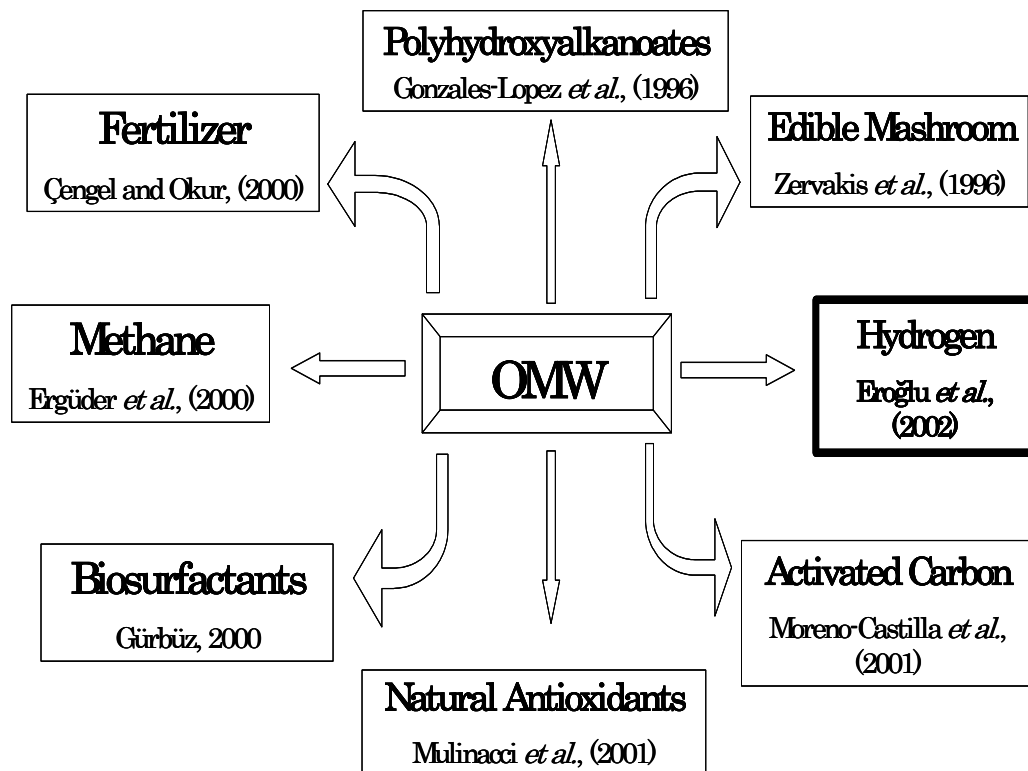 Polyhydroxyalkanoates
Gonzales-Lopez et al., (1996)
Fertilizer
Çengel and Okur, (2000)
Edible Mashroom
Zervakis et al., (1996)
Methane
Ergüder et al., (2000)
OMW
Hydrogen
Eroğlu et al.,
(2002)
Biosurfactants
Gürbüz, 2000
Activated Carbon
Moreno-Castilla et al.,
(2001)
Natural Antioxidants
Mulinacci et al., (2001)